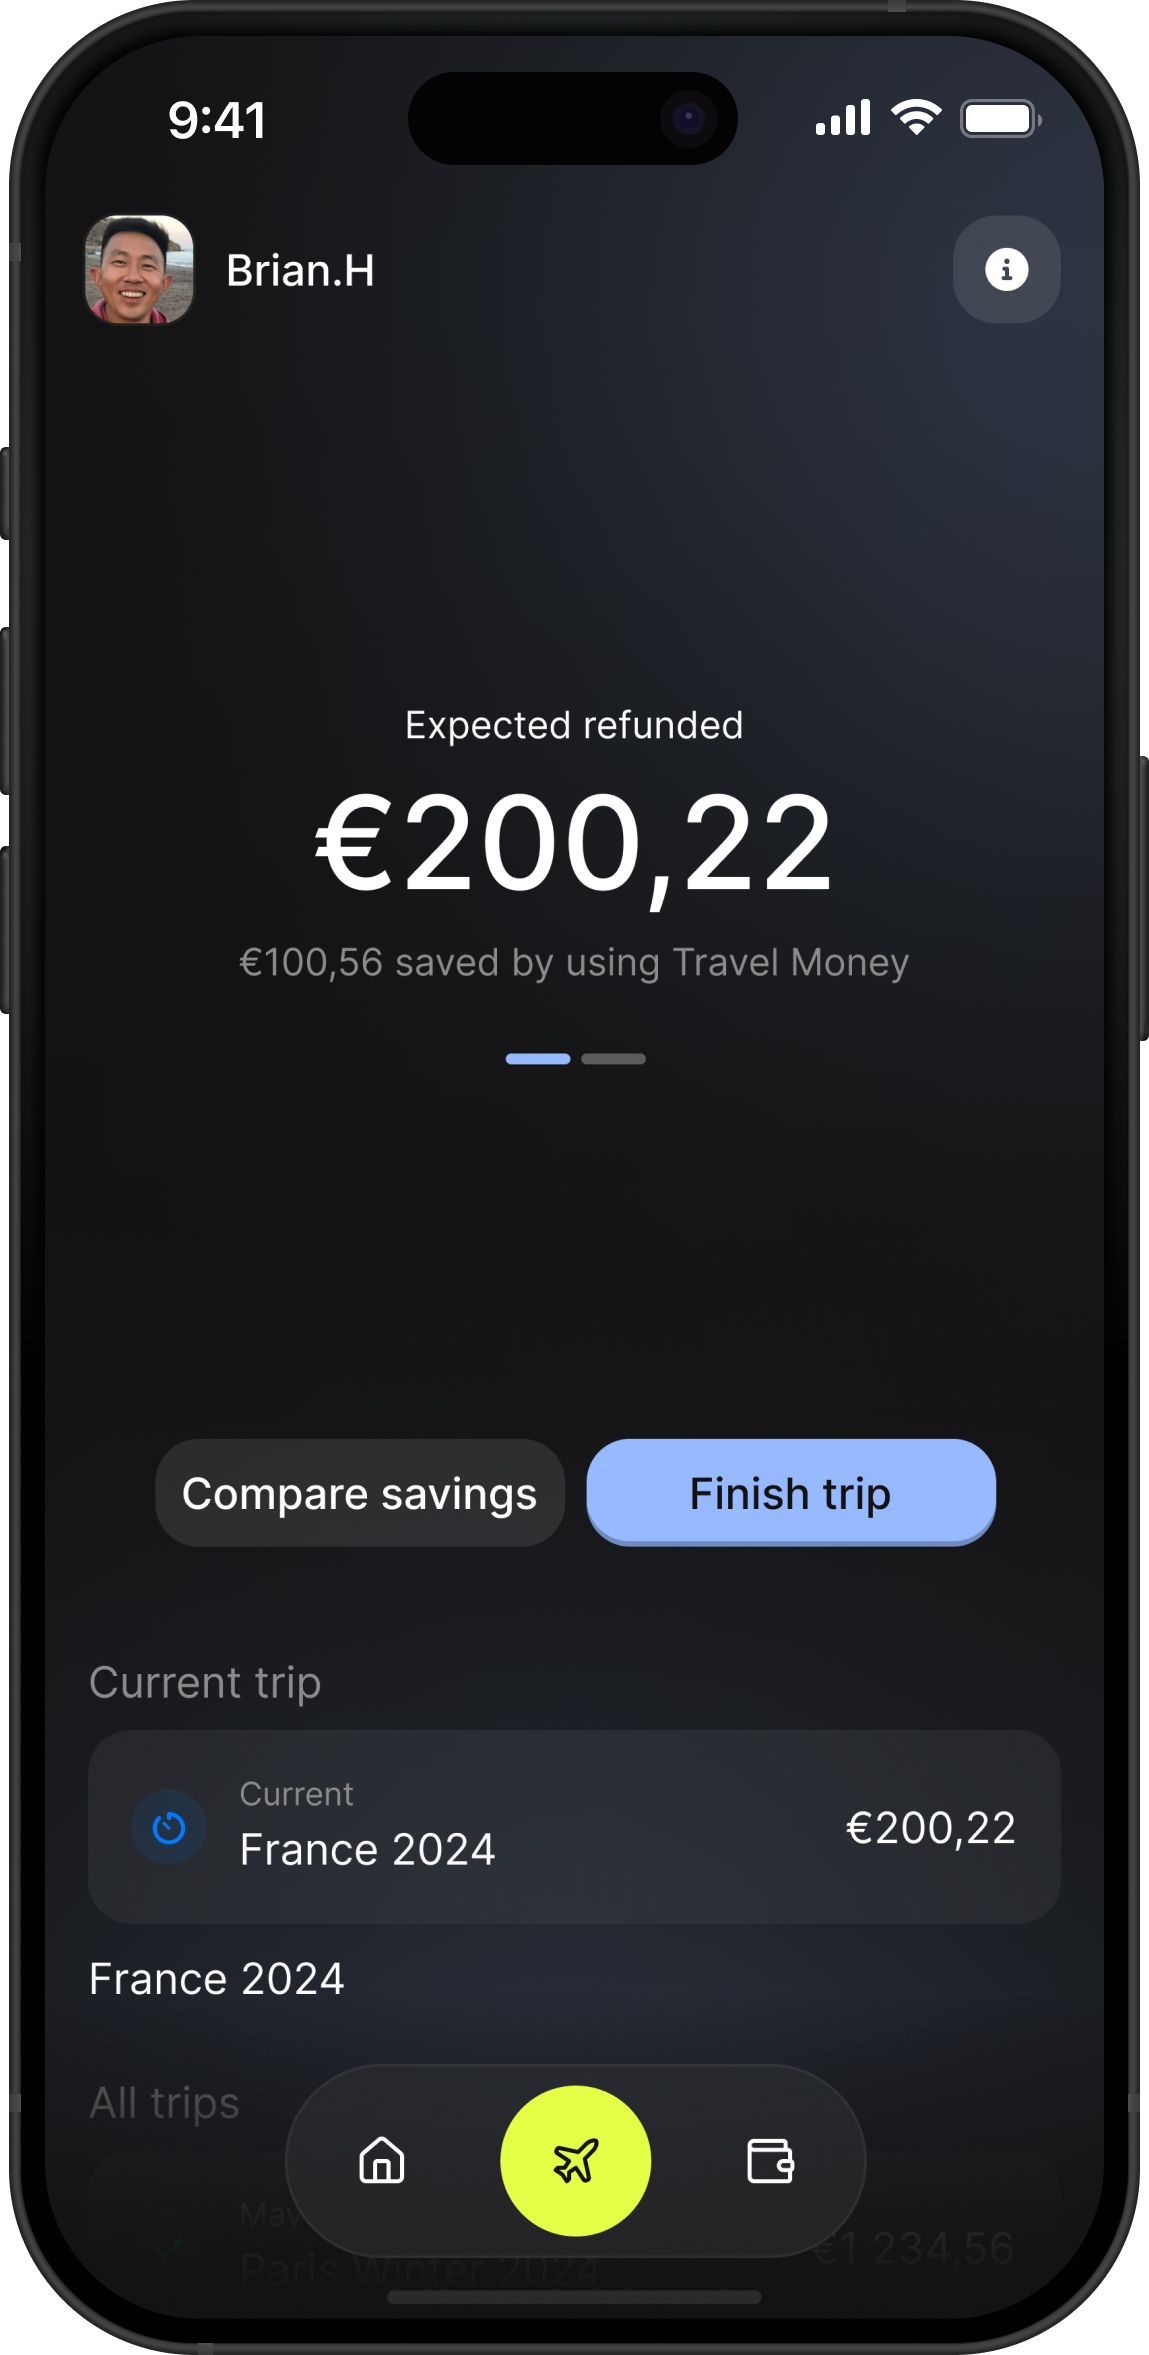 9:41
Brian.H
Expected refunded
€200,22
€100,56 saved by using Travel Money
Compare savings
Finish trip
Current trip
Current
France 2024
€200,22
France 2024
All trips
May
Paris Winter 2024
€1 234,56